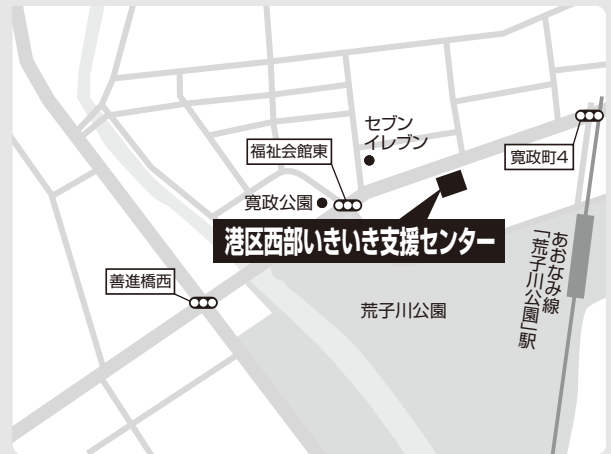 セブン
イレブン
福祉会館東
寛政町4
寛政公園
港区西部いきいき支援センター
善進橋西
荒子川公園
あおなみ線
「荒子川公園」駅